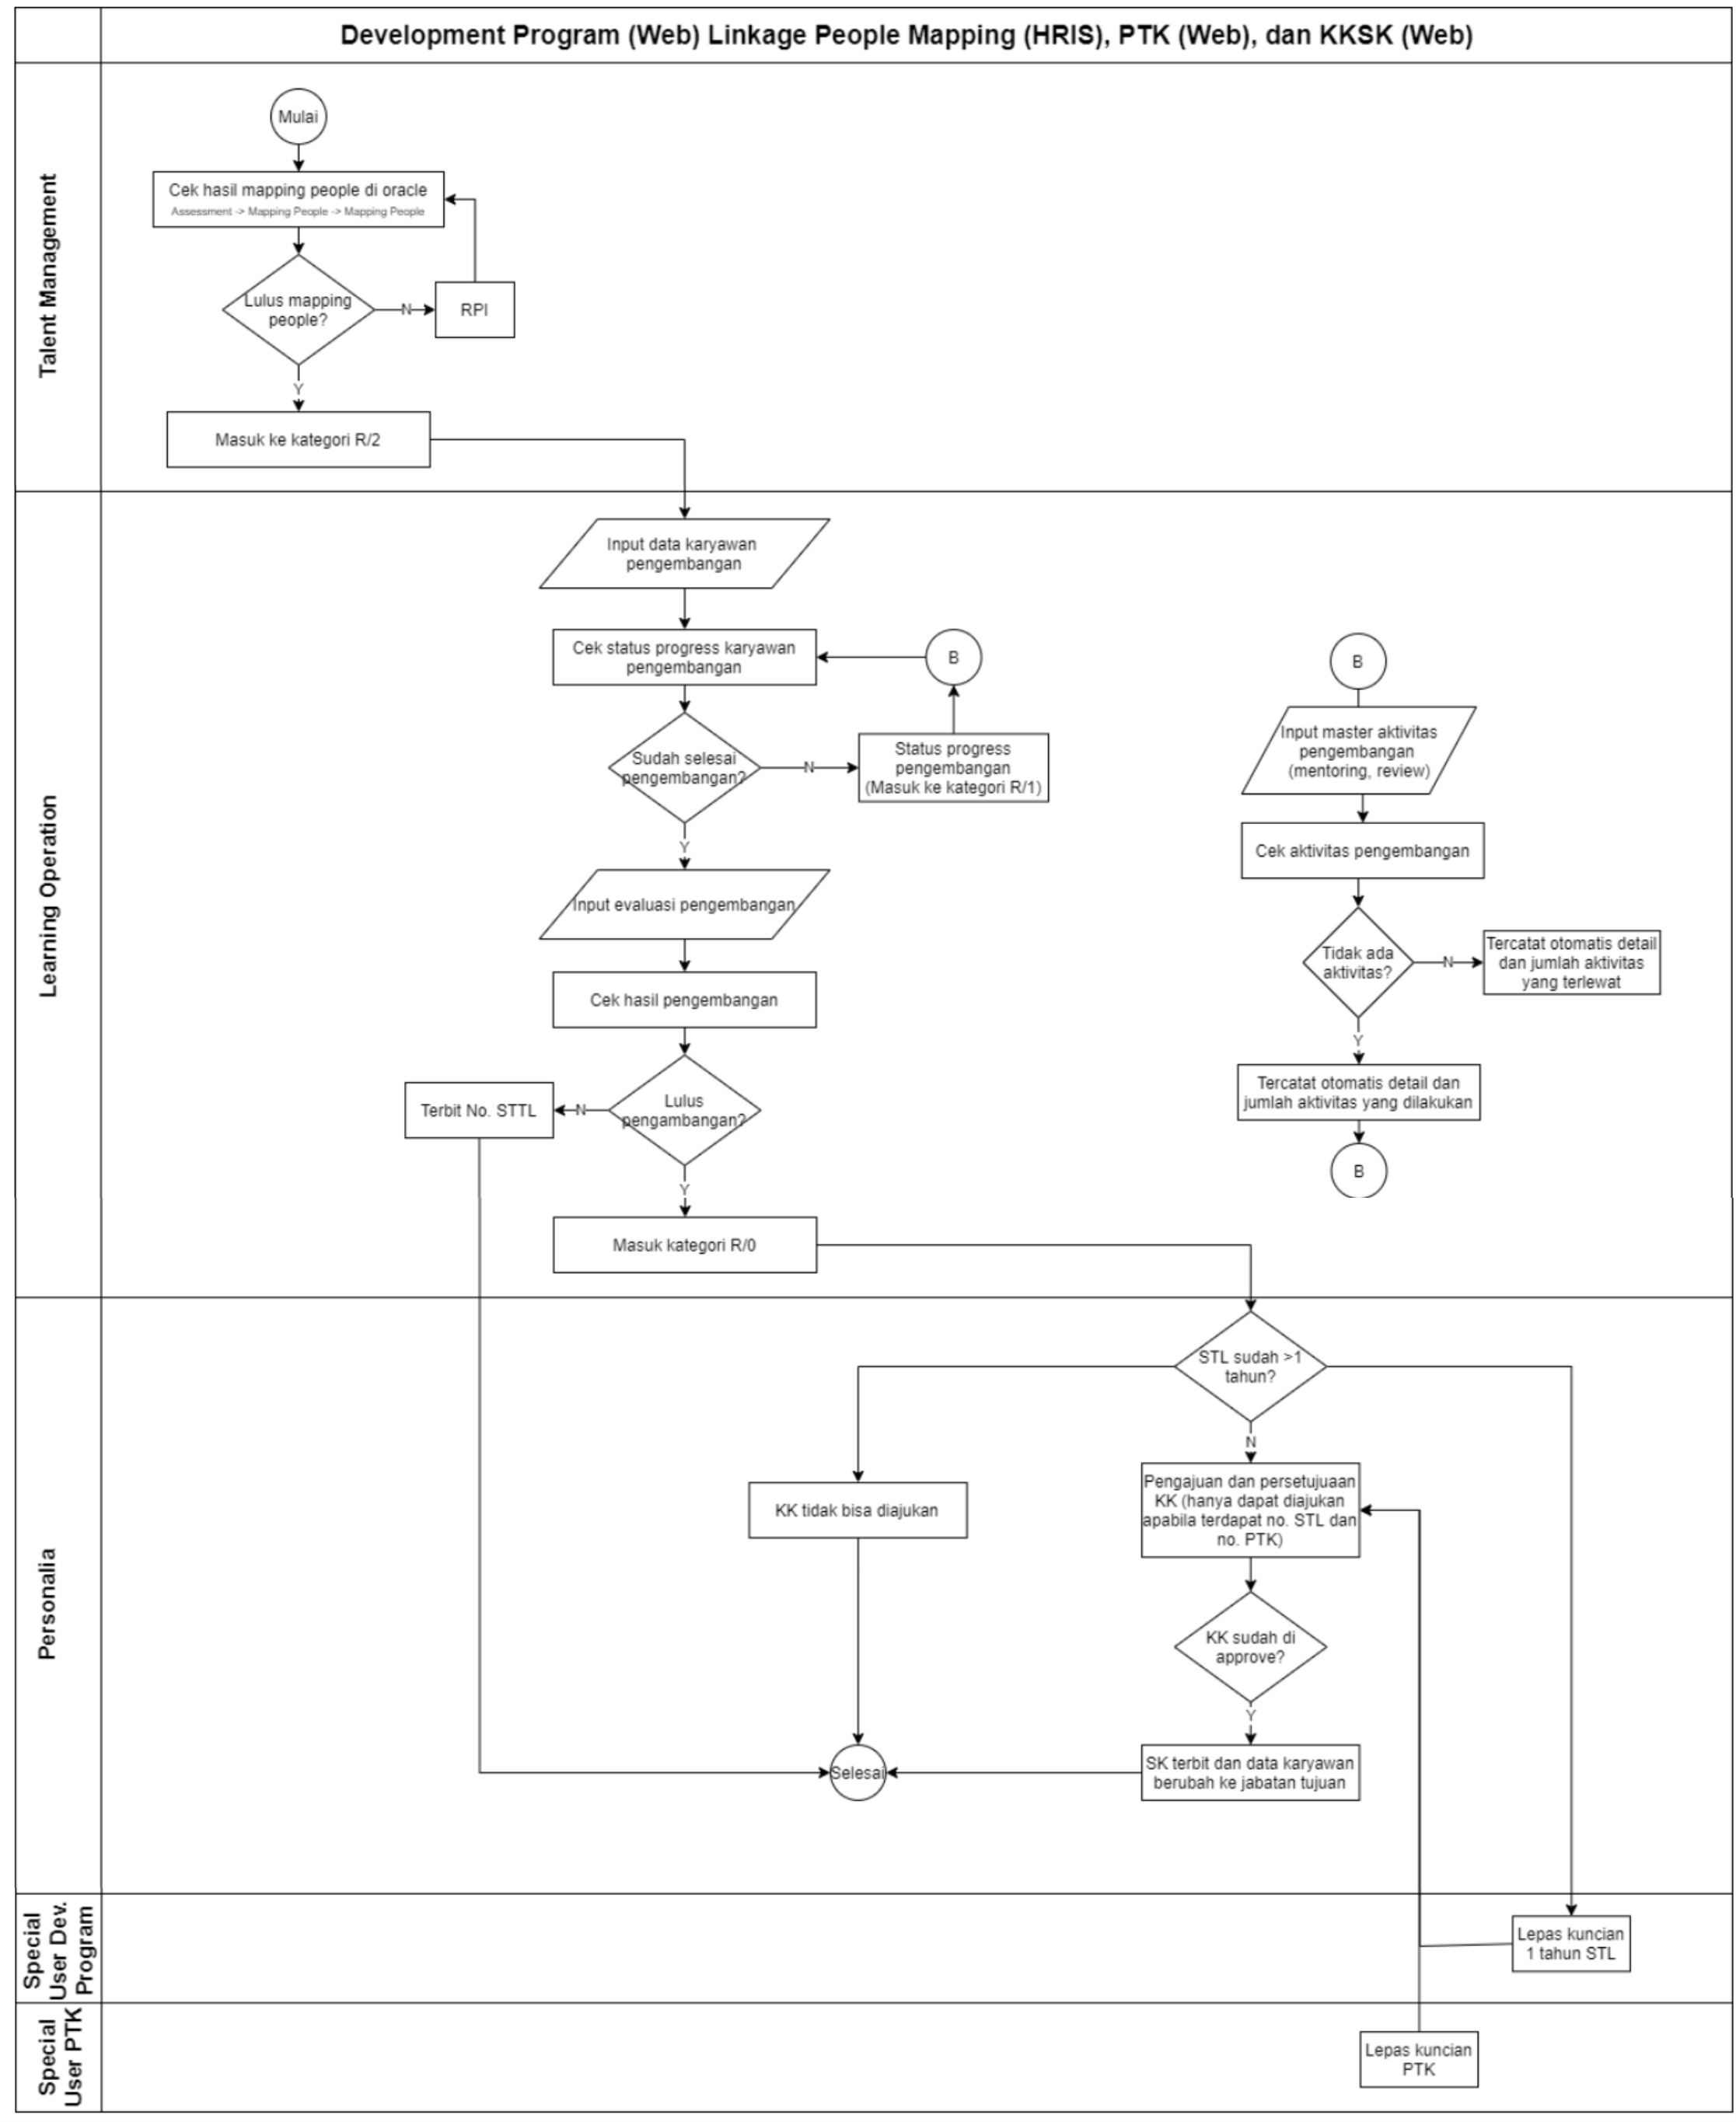 Development Program (Web) Linkage People Mapping (HRIS), PTK (Web), dan KKSK (Web)
Talent Management
Mulai
Cek hasil mapping people di oracle
Assessment -> Mapping People -> Mapping People
Lulus mapping
people?
N
RPI
Y
Masuk ke kategori R/2
Learning Operation
Input data karyawan
pengembangan
Cek status progress karyawan
pengembangan
B
Sudah selesai
pengembangan?
N
Status progress
pengembangan
(Masuk ke kategori R/1)
Y
Input evaluasi pengembangan
Cek hasil pengembangan
Lulus
pengambangan?
N
Terbit No. STTL
Y
Masuk kategori R/0
B
Input master aktivitas
pengembangan
(mentoring, review)
Cek aktivitas pengembangan
Tidak ada
aktivitas?
N
Tercatat otomatis detail
dan jumlah aktivitas
yang terlewat
Y
Tercatat otomatis detail dan
jumlah aktivitas yang dilakukan
B
Personalia
STL sudah >1
tahun?
N
KK tidak bisa diajukan
Pengajuan dan persetujuaan
KK (hanya dapat diajukan
apabila terdapat no. STL dan
no. PTK)
KK sudah di
approve?
Y
SK terbit dan data karyawan
berubah ke jabatan tujuan
Selesai
Special
User Dev.
Program
Lepas kuncian
1 tahun STL
Special
User PTK
Lepas kuncian
PTK